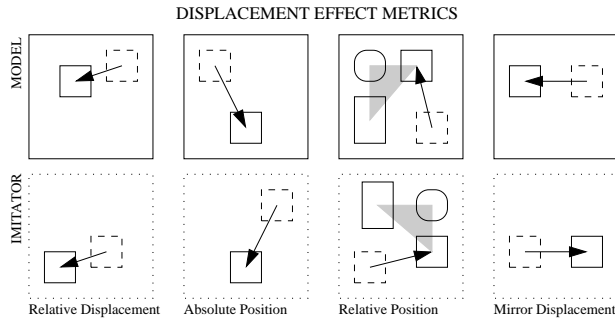 DISPLACEMENT EFFECT METRICS
MODEL
IMITATOR
Relative Displacement
Absolute Position
Relative Position
Mirror Displacement